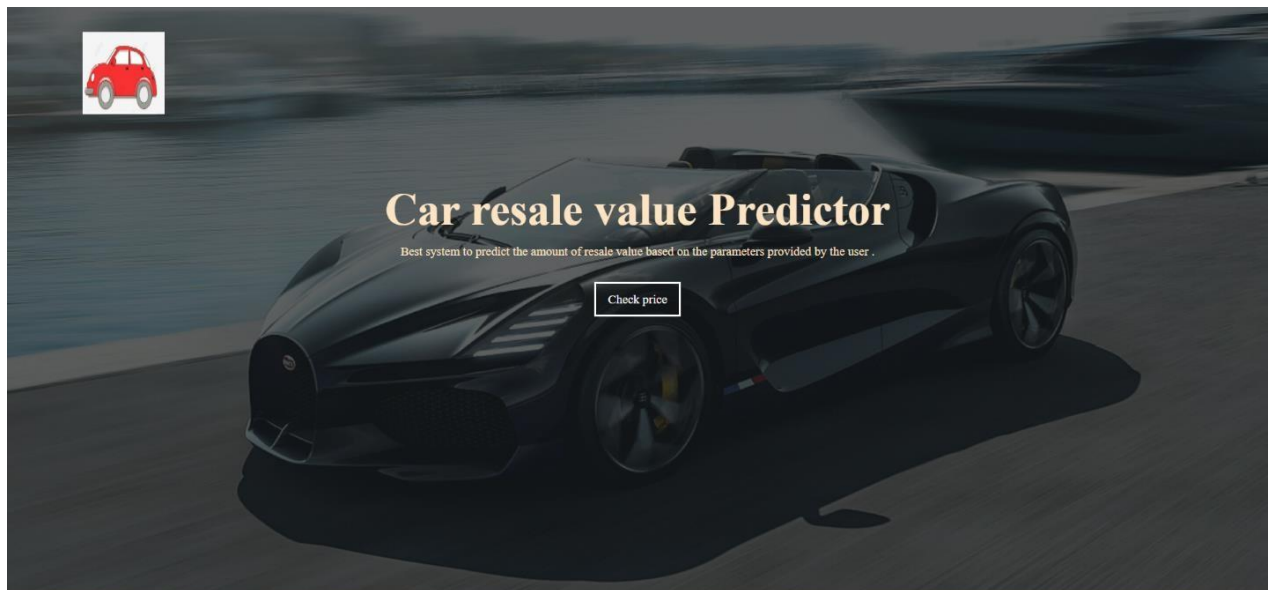 Car resale value Predictor
Best system to predict the amount of resale value based on the parameters provided by the user .
Check price